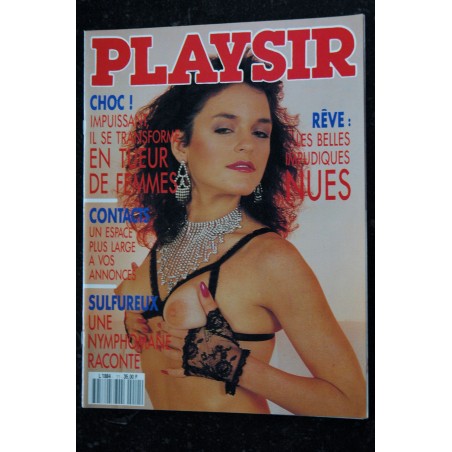 PLAYSIR
CHOC !
IMPUISSANT
IL SE TRANSFORME
EN TUEUR
DE FEMMES
RÊVE :
LES BELLES
IMPUDIQUES
NUES
CONTACTS
UN ESPACE
PLUS LARGE
A VOS
ANNONCES
SULFUREUX
UNE
NYMPHOMANE
RACONTE